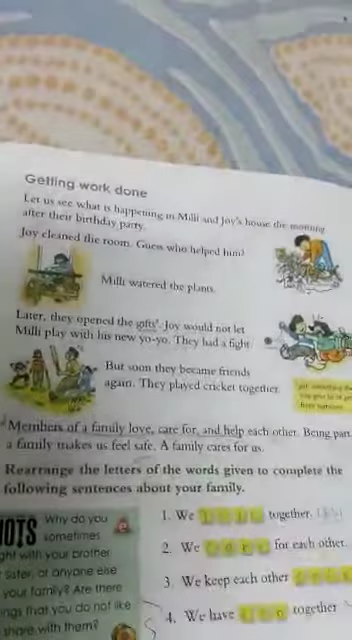 Getting work done
Let us see what is happening in Milli and Joy's house the morning
after their birthday party.
Joy cleaned the room. Guess who helped him?
Milli watered the plants.
Later, they opened the gifts. Joy would not let
Milli play with his new yo-yo. They had a fight
But soon they became friends
again. They played cricket together.
Members of a family love, care for, and help each other. Being part
a family makes us feel safe. A family cares for us.
Rearrange the letters of the words given to complete the
following sentences about your family.
HOTS
Why do you
sometimes
ght with your brother
sister, or anyone else
your family? Are there
ngs that you do not like
share with them?
1. We together.
2. We for each other.
3. We keep each other
4. We have together